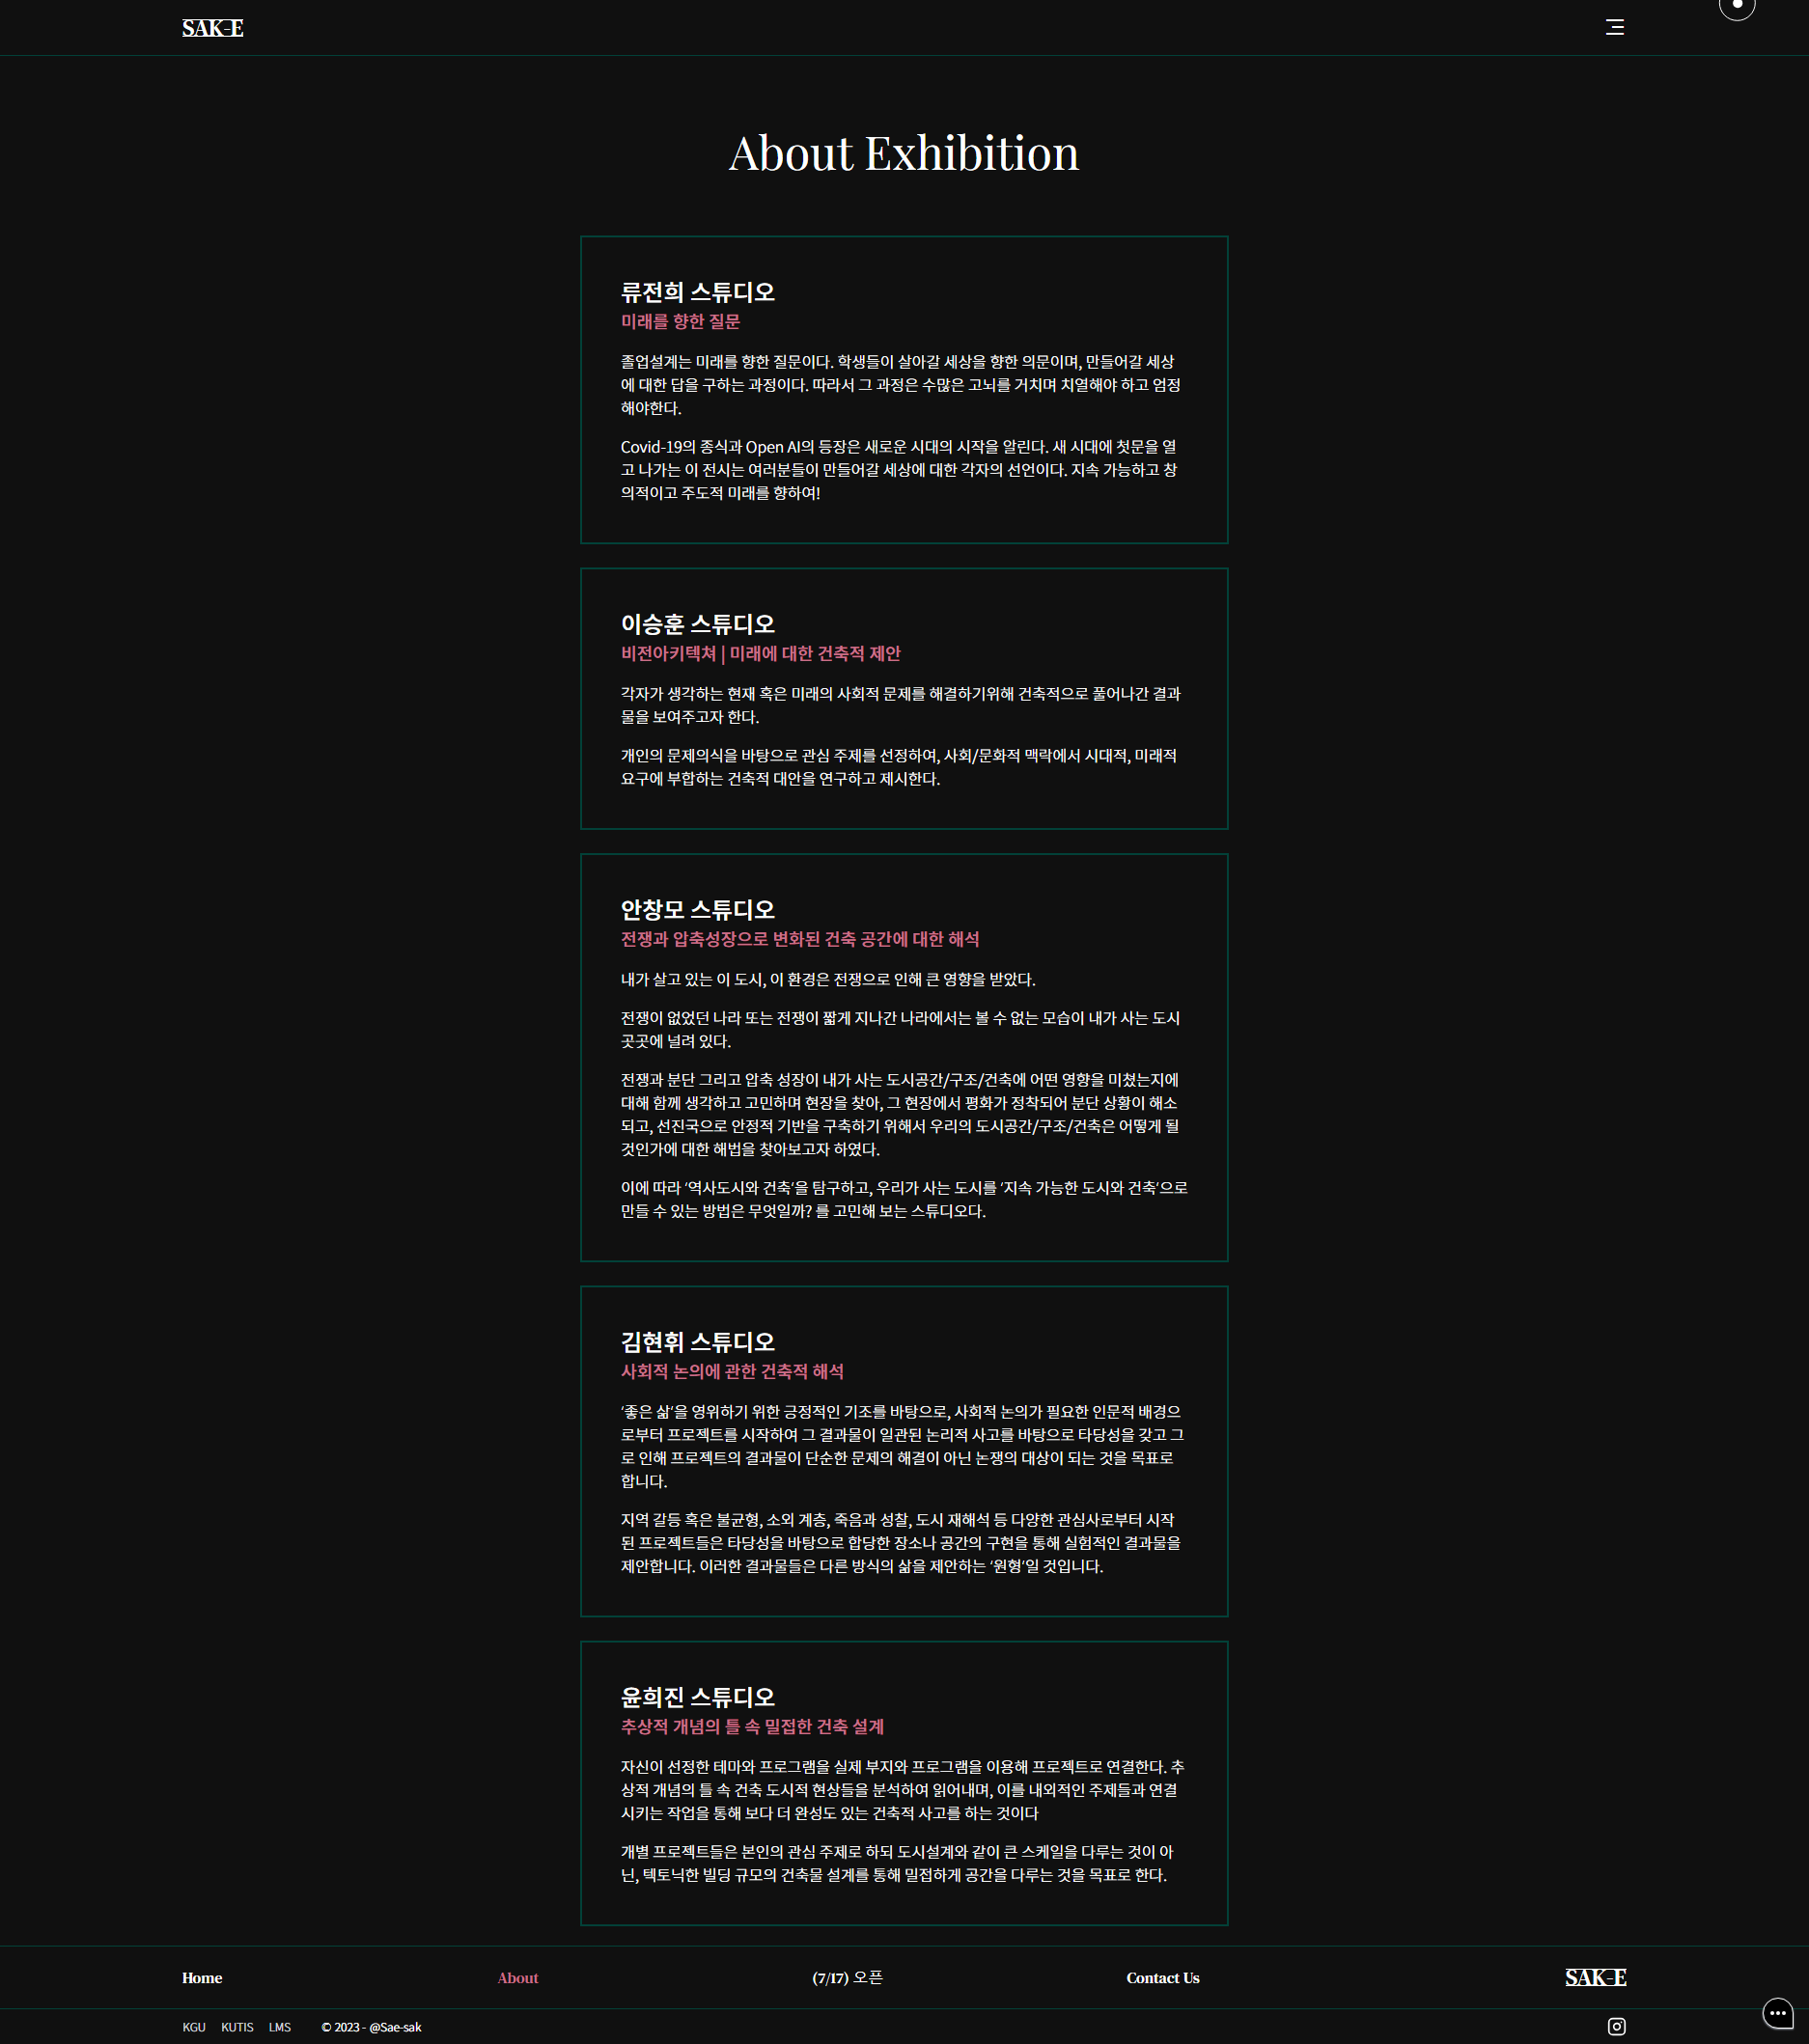 SAK-E
About Exhibition
류전희 스튜디오
미래를 향한 질문
졸업설계는 미래를 향한 질문이다. 학생들이 살아갈 세상을 향한 의문이며, 만들어갈 세상
에 대한 답을 구하는 과정이다. 따라서 그 과정은 수많은 고뇌를 거치며 치열해야 하고 엄정
해야한다.
Covid-19의 종식과 Open AI의 등장은 새로운 시대의 시작을 알린다. 새 시대에 첫문을 열
고 나가는 이 전시는 여러분들이 만들어갈 세상에 대한 각자의 선언이다. 지속 가능하고 창
의적이고 주도적 미래를 향하여!
이승훈 스튜디오
비전아키텍쳐 | 미래에 대한 건축적 제안
각자가 생각하는 현재 혹은 미래의 사회적 문제를 해결하기위해 건축적으로 풀어나간 결과
물을 보여주고자 한다.
개인의 문제의식을 바탕으로 관심 주제를 선정하여, 사회/문화적 맥락에서 시대적, 미래적
요구에 부합하는 건축적 대안을 연구하고 제시한다.
안창모 스튜디오
전쟁과 압축성장으로 변화된 건축 공간에 대한 해석
내가 살고 있는 이 도시, 이 환경은 전쟁으로 인해 큰 영향을 받았다.
전쟁이 없었던 나라 또는 전쟁이 짧게 지나간 나라에서는 볼 수 없는 모습이 내가 사는 도시
곳곳에 널려 있다.
전쟁과 분단 그리고 압축 성장이 내가 사는 도시공간/구조/건축에 어떤 영향을 미쳤는지에
대해 함께 생각하고 고민하며 현장을 찾아, 그 현장에서 평화가 정착되어 분단 상황이 해소
되고, 선진국으로 안정적 기반을 구축하기 위해서 우리의 도시공간/구조/건축은 어떻게 될
것인가에 대한 해법을 찾아보고자 하였다.
이에 따라 '역사도시와 건축'을 탐구하고, 우리가 사는 도시를 '지속 가능한 도시와 건축'으로
만들 수 있는 방법은 무엇일까? 를 고민해 보는 스튜디오다.
김현휘 스튜디오
사회적 논의에 관한 건축적 해석
'좋은 삶'을 영위하기 위한 긍정적인 기조를 바탕으로, 사회적 논의가 필요한 인문적 배경으
로부터 프로젝트를 시작하여 그 결과물이 일관된 논리적 사고를 바탕으로 타당성을 갖고 그
로 인해 프로젝트의 결과물이 단순한 문제의 해결이 아닌 논쟁의 대상이 되는 것을 목표로
합니다.
지역 갈등 혹은 불균형, 소외 계층, 죽음과 성찰, 도시 재해석 등 다양한 관심사로부터 시작
된 프로젝트들은 타당성을 바탕으로 합당한 장소나 공간의 구현을 통해 실험적인 결과물을
제안합니다. 이러한 결과물들은 다른 방식의 삶을 제안하는 '원형'일 것입니다.
윤희진 스튜디오
추상적 개념의 틀 속 밀접한 건축 설계
자신이 선정한 테마와 프로그램을 실제 부지와 프로그램을 이용해 프로젝트로 연결한다. 추
상적 개념의 틀 속 건축 도시적 현상들을 분석하여 읽어내며, 이를 내외적인 주제들과 연결
시키는 작업을 통해 보다 더 완성도 있는 건축적 사고를 하는 것이다
개별 프로젝트들은 본인의 관심 주제로 하되 도시설계와 같이 큰 스케일을 다루는 것이 아
닌, 텍토닉한 빌딩 규모의 건축물 설계를 통해 밀접하게 공간을 다루는 것을 목표로 한다.
Home About (7/17) 오픈 Contact Us SAK-E
KGU KUTIS LMS © 2023 - @Sae-sak